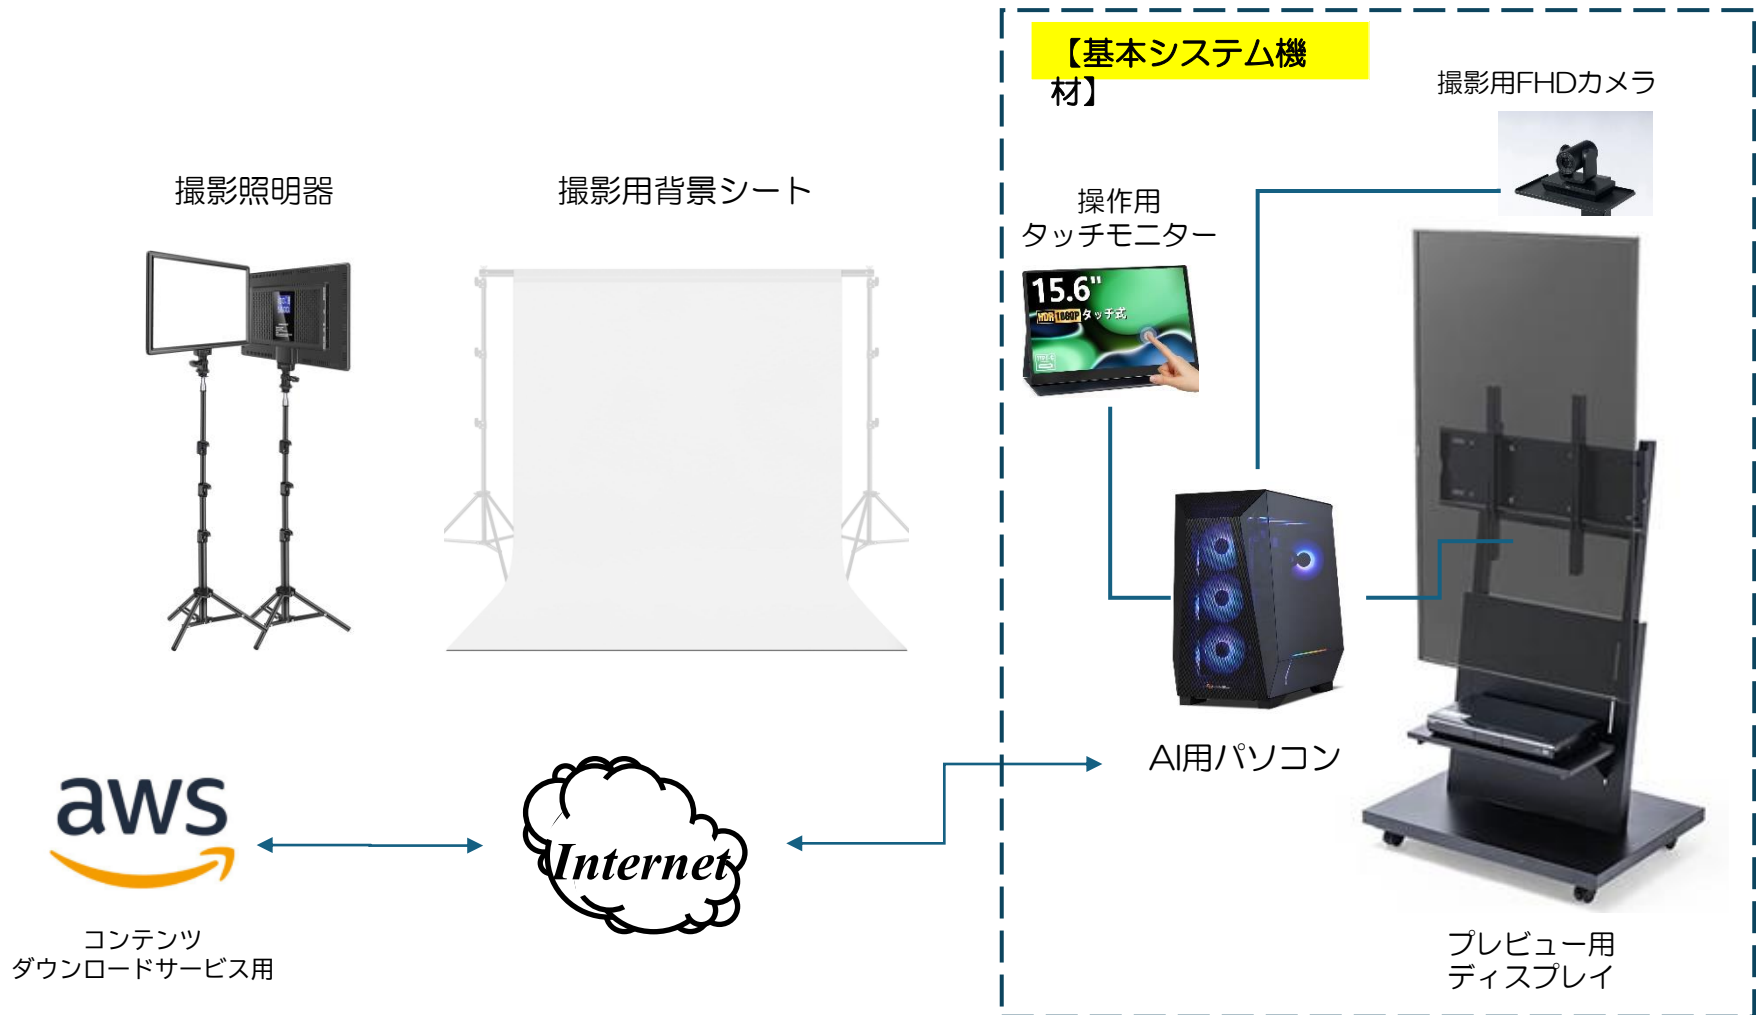 【基本システム機
材】
撮影用FHDカメラ
撮影照明器
撮影用背景シート
操作用
タッチモニター
15.6"
HDR 1080P タッチ式
AI用パソコン
aws
Internet
コンテンツ
ダウンロードサービス用
プレビュー用
ディスプレイ